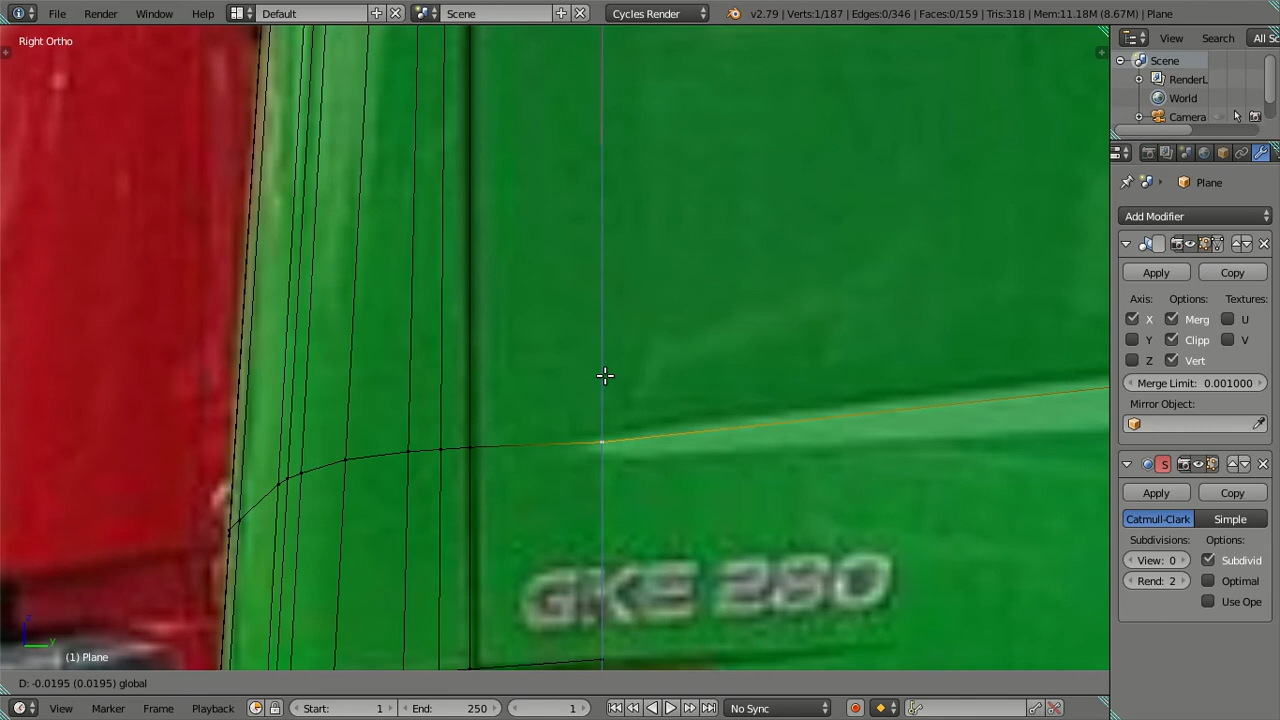 File Render Window Help Default Scene Cycles Render v2.79 | Verts:1/187 | Edges:0/346 | Faces:0/159 | Tris:318 | Mem:11.18M (8.67M) | Plane
Right Ortho
View Search All Sc
Scene
RenderL
World
Camera
Plane
Add Modifier
Apply Copy
Axis: Options: Textures:
X Merg U
Y Clipp V
Z Vert
Merge Limit: 0.001000
Mirror Object:
S
Apply Copy
Catmull-Clark Simple
Subdivisions: Options:
View: 0 Subdivid
Rend: 2 Optimal
Use Ope
GKE 280
z
y
(1) Plane
D: -0.0195 (0.0195) global
View Marker Frame Playback Start: 1 End: 250 1 No Sync